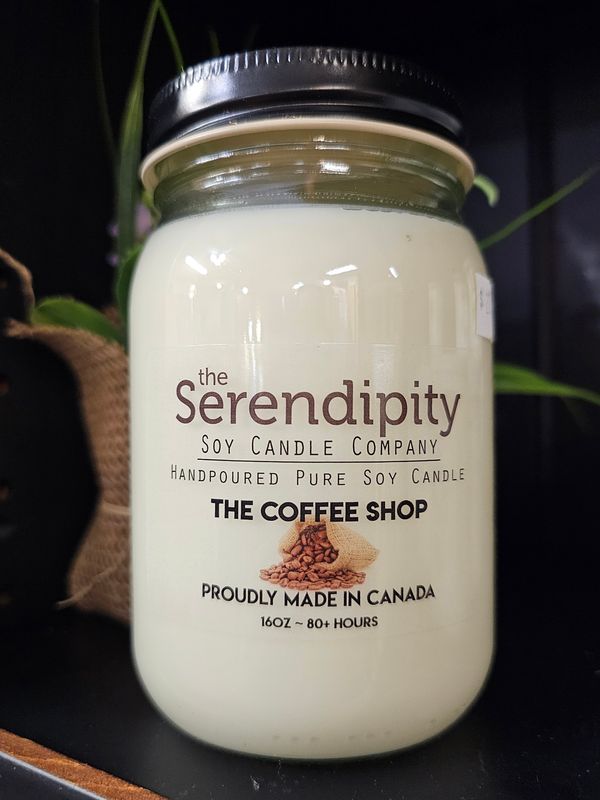 the
Serendipity
SOY CANDLE COMPANY
HANDPOURED PURE SOY CANDLE
THE COFFEE SHOP
PROUDLY MADE IN CANADA
16OZ ~ 80+ HOURS